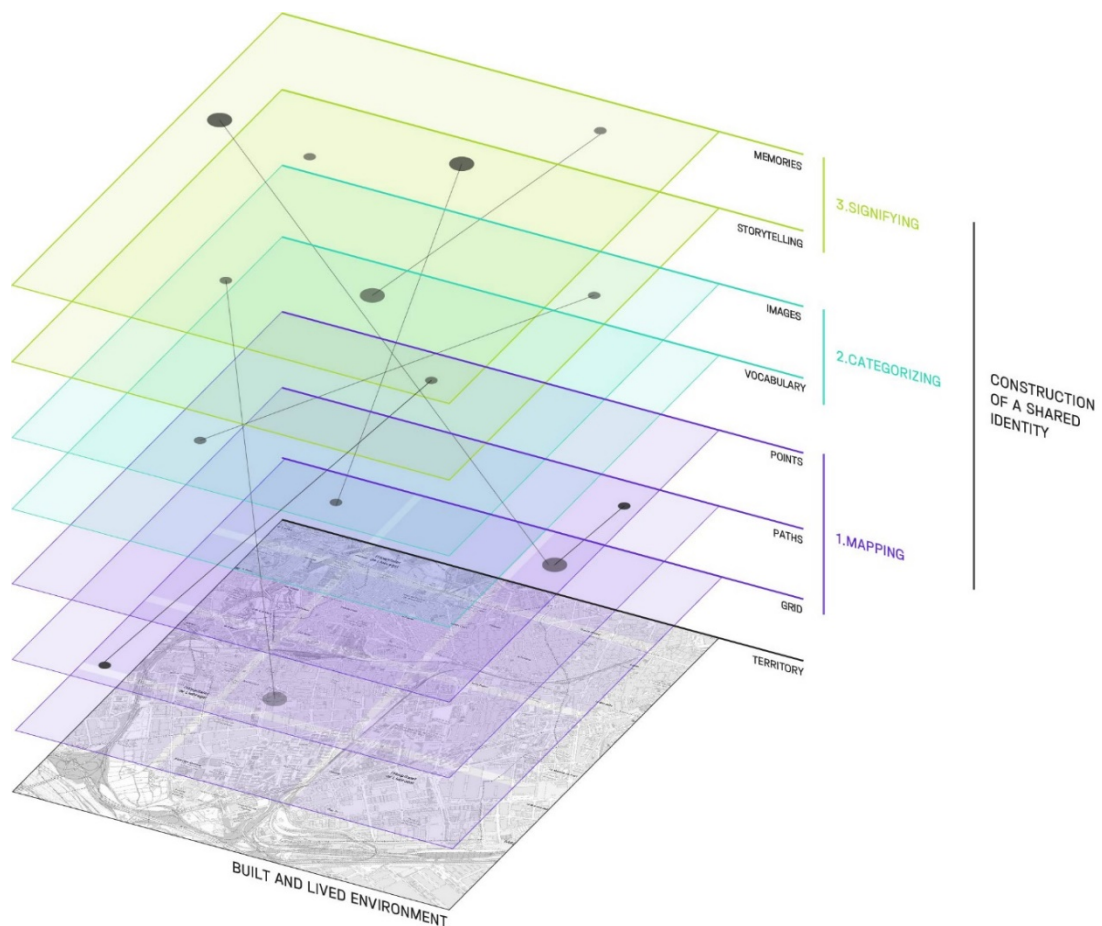 MEMORIES
3.SIGNIFYING
STORYTELLING
IMAGES
2.CATEGORIZING
VOCABULARY
CONSTRUCTION
OF A SHARED
IDENTITY
POINTS
PATHS
1.MAPPING
GRID
TERRITORY
BUILT AND LIVED ENVIRONMENT